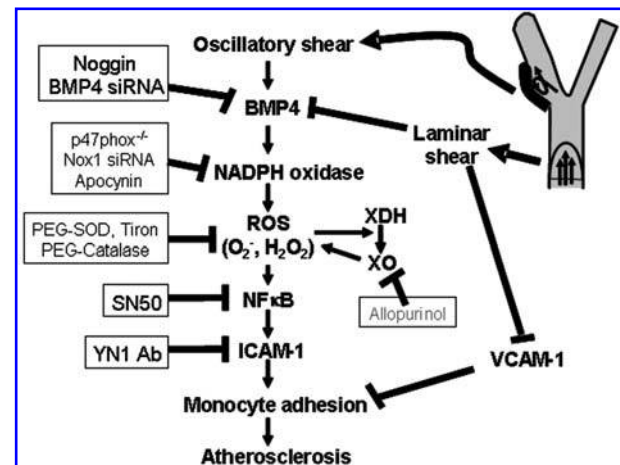 Oscillatory shear
Noggin
BMP4 siRNA
BMP4
Laminar
shear
p47phox-/-
Nox1 siRNA
Apocynin
NADPH oxidase
PEG-SOD, Tiron
PEG-Catalase
ROS
(O2-, H2O2)
XDH
XO
SN50
NFκB
Allopurinol
YN1 Ab
ICAM-1
VCAM-1
Monocyte adhesion
Atherosclerosis